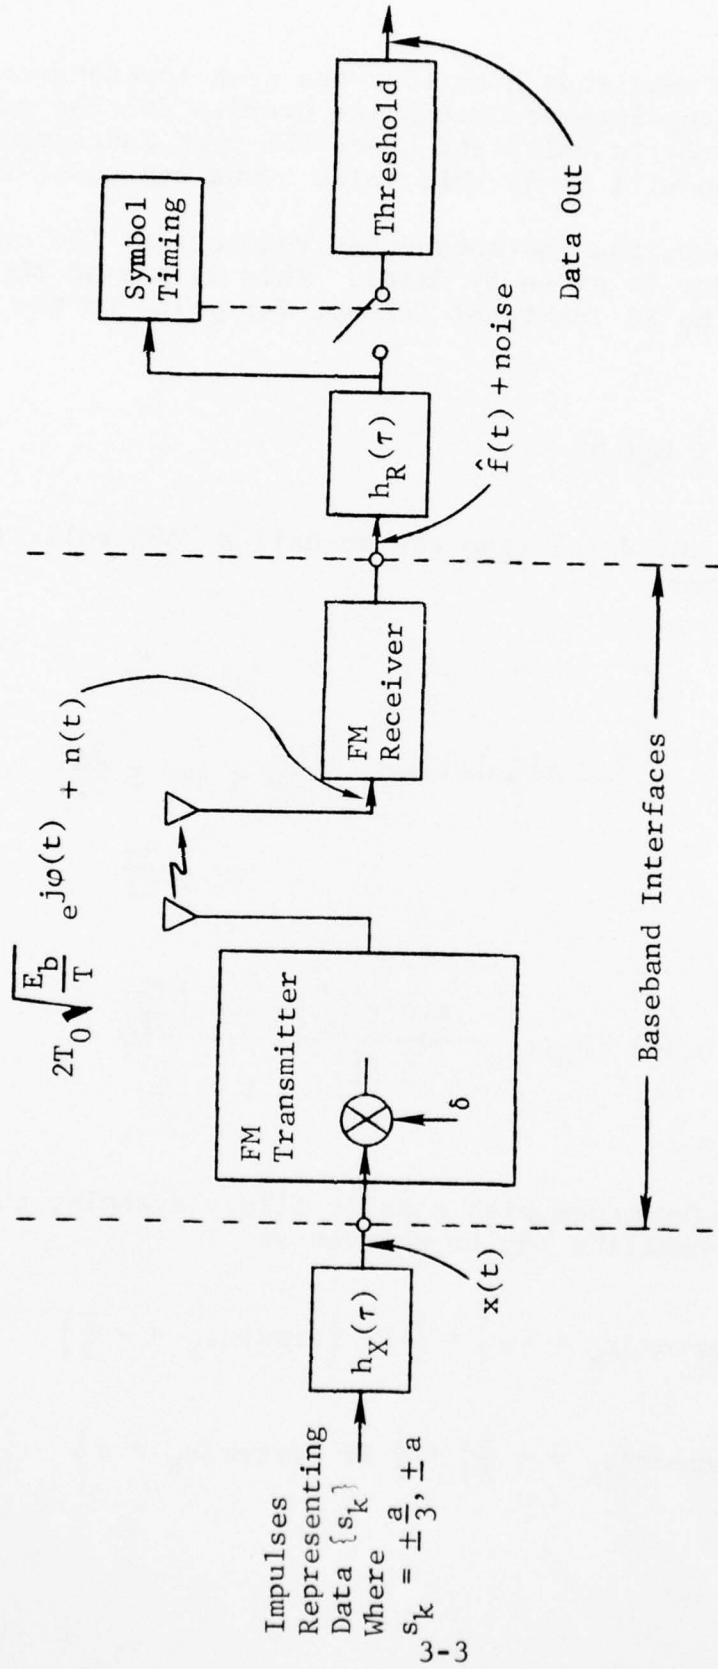 Impulses
Representing
Data {s_k}
Where
s_k = ± a/3, ± a
h_X(τ)
x(t)
FM
Transmitter
δ
2T_0 √(E_b/T) e^{jφ(t)} + n(t)
FM
Receiver
Baseband Interfaces
f̂(t) + noise
h_R(τ)
Symbol
Timing
Threshold
Data Out
3-3